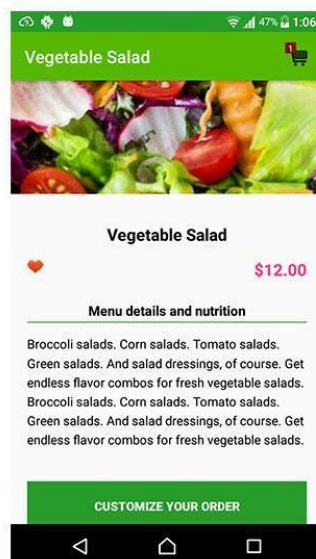 47% 1:06
Vegetable Salad
1
Vegetable Salad
$12.00
Menu details and nutrition
Broccoli salads. Corn salads. Tomato salads.
Green salads. And salad dressings, of course. Get
endless flavor combos for fresh vegetable salads.
Broccoli salads. Corn salads. Tomato salads.
Green salads. And salad dressings, of course. Get
endless flavor combos for fresh vegetable salads.
CUSTOMIZE YOUR ORDER